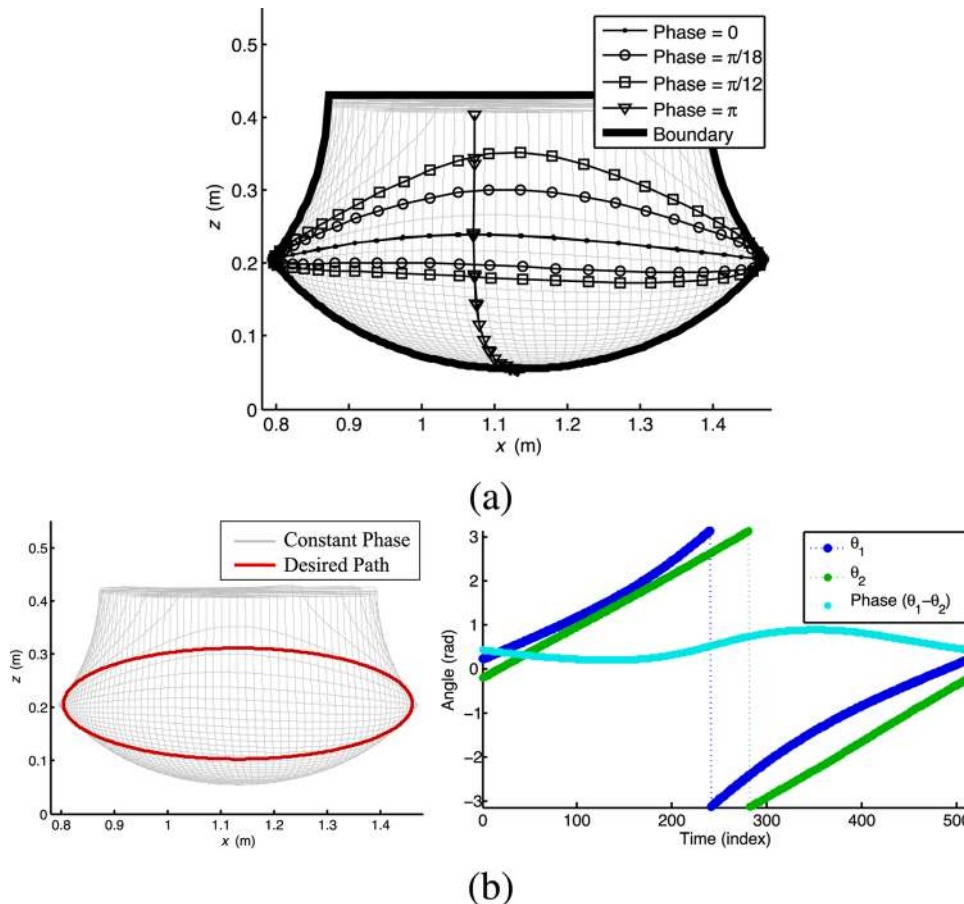 0.5
0.4
0.3
0.2
0.1
0
z (m)
0.8 0.9 1 1.1 1.2 1.3 1.4
x (m)
Phase = 0
Phase = π/18
Phase = π/12
Phase = π
Boundary
(a)
0.5
0.4
0.3
0.2
0.1
0
z (m)
0.8 0.9 1 1.1 1.2 1.3 1.4
x (m)
Constant Phase
Desired Path
3
2
1
0
−1
−2
−3
Angle (rad)
0 100 200 300 400 500
Time (index)
θ1
θ2
Phase (θ1−θ2)
(b)